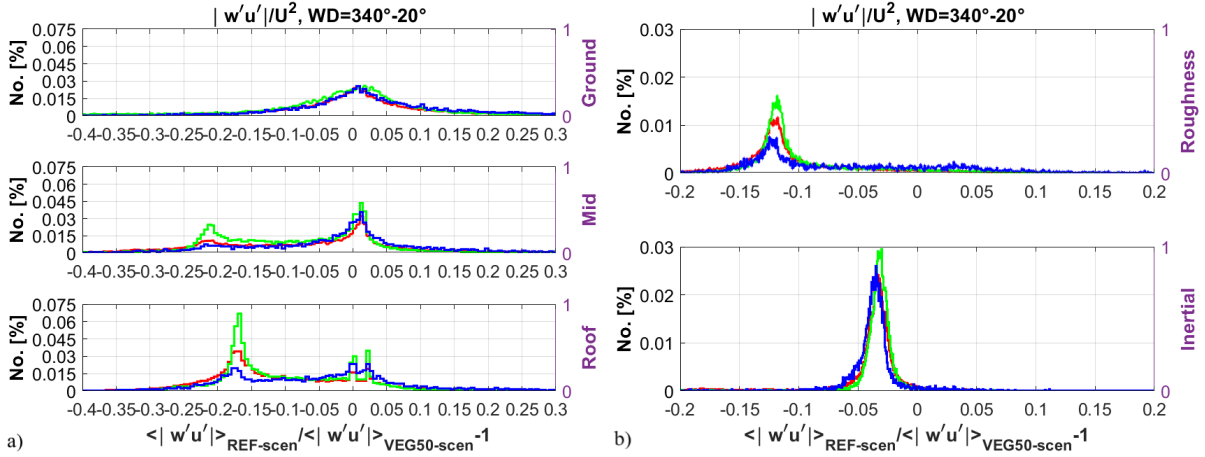 | w′u′|/U², WD=340°-20°
0.075
0.06
0.045
0.03
0.015
0
No. [%]
1
0
Ground
-0.4 -0.35 -0.3 -0.25 -0.2 -0.15 -0.1 -0.05 0 0.05 0.1 0.15 0.2 0.25 0.3
0.075
0.06
0.045
0.03
0.015
0
No. [%]
1
0
Mid
-0.4 -0.35 -0.3 -0.25 -0.2 -0.15 -0.1 -0.05 0 0.05 0.1 0.15 0.2 0.25 0.3
0.075
0.06
0.045
0.03
0.015
0
No. [%]
1
0
Roof
-0.4 -0.35 -0.3 -0.25 -0.2 -0.15 -0.1 -0.05 0 0.05 0.1 0.15 0.2 0.25 0.3
<| w′u′|>REF-scen/<| w′u′|>VEG50-scen-1
a)
| w′u′|/U², WD=340°-20°
0.03
0.02
0.01
0
No. [%]
1
0
Roughness
-0.2 -0.15 -0.1 -0.05 0 0.05 0.1 0.15 0.2
0.03
0.02
0.01
0
No. [%]
1
0
Inertial
-0.2 -0.15 -0.1 -0.05 0 0.05 0.1 0.15 0.2
<| w′u′|>REF-scen/<| w′u′|>VEG50-scen-1
b)